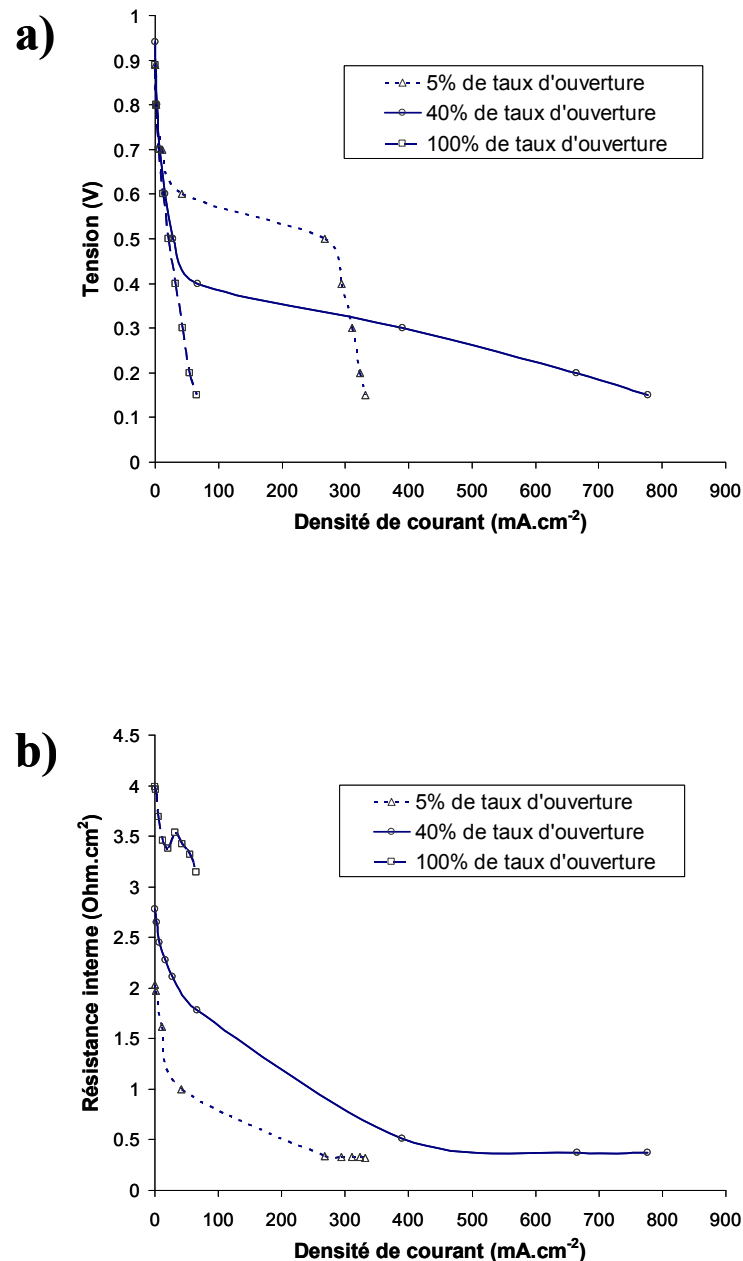 a)
1
0.9
0.8
0.7
0.6
0.5
0.4
0.3
0.2
0.1
0
Tension (V)
5% de taux d'ouverture
40% de taux d'ouverture
100% de taux d'ouverture
0 100 200 300 400 500 600 700 800 900
Densité de courant (mA.cm-2)
b)
4.5
4
3.5
3
2.5
2
1.5
1
0.5
0
Résistance interne (Ohm.cm²)
5% de taux d'ouverture
40% de taux d'ouverture
100% de taux d'ouverture
0 100 200 300 400 500 600 700 800 900
Densité de courant (mA.cm-2)